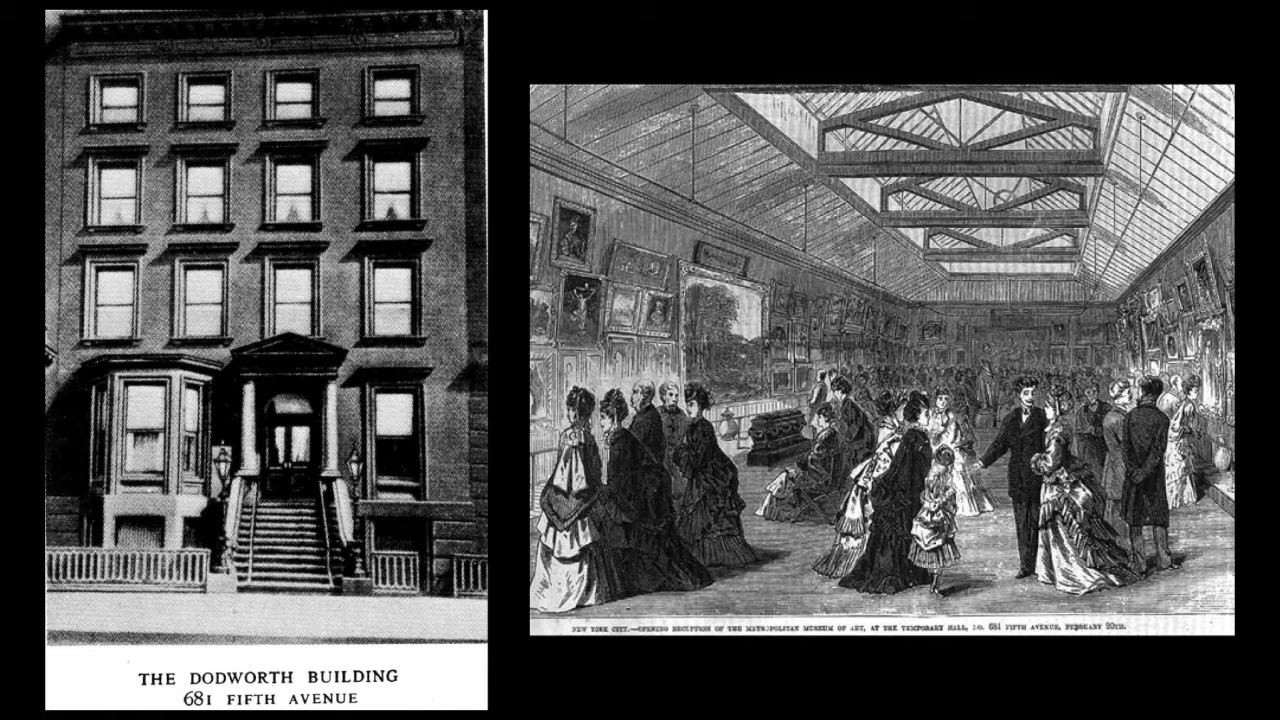 THE DODWORTH BUILDING
681 FIFTH AVENUE
NEW YORK CITY.—OPENING RECEPTION OF THE METROPOLITAN MUSEUM OF ART, AT THE TEMPORARY HALL, NO. 681 FIFTH AVENUE, FEBRUARY 20TH.